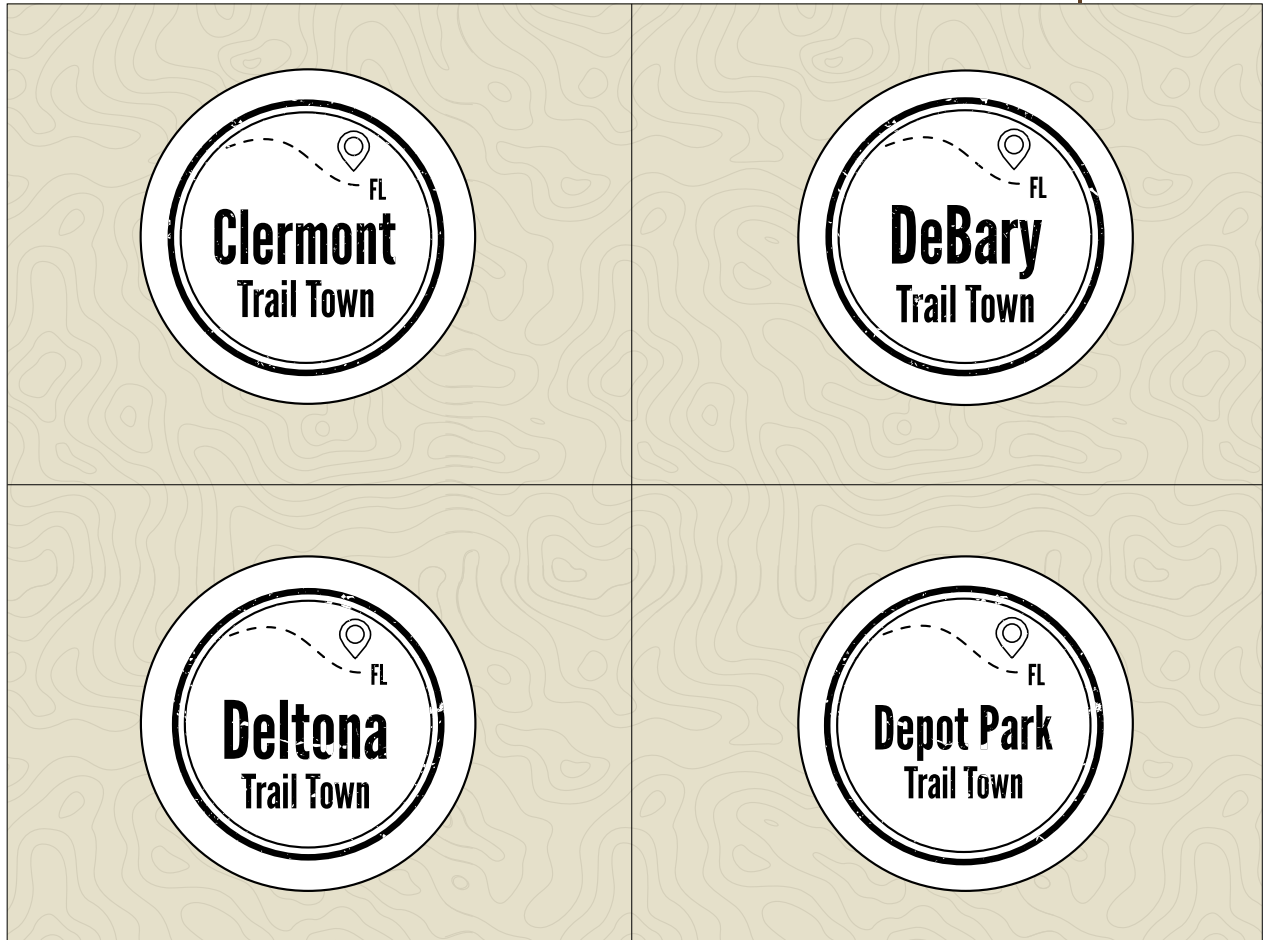 FL
Clermont
Trail Town
FL
DeBary
Trail Town
FL
Deltona
Trail Town
FL
Depot Park
Trail Town